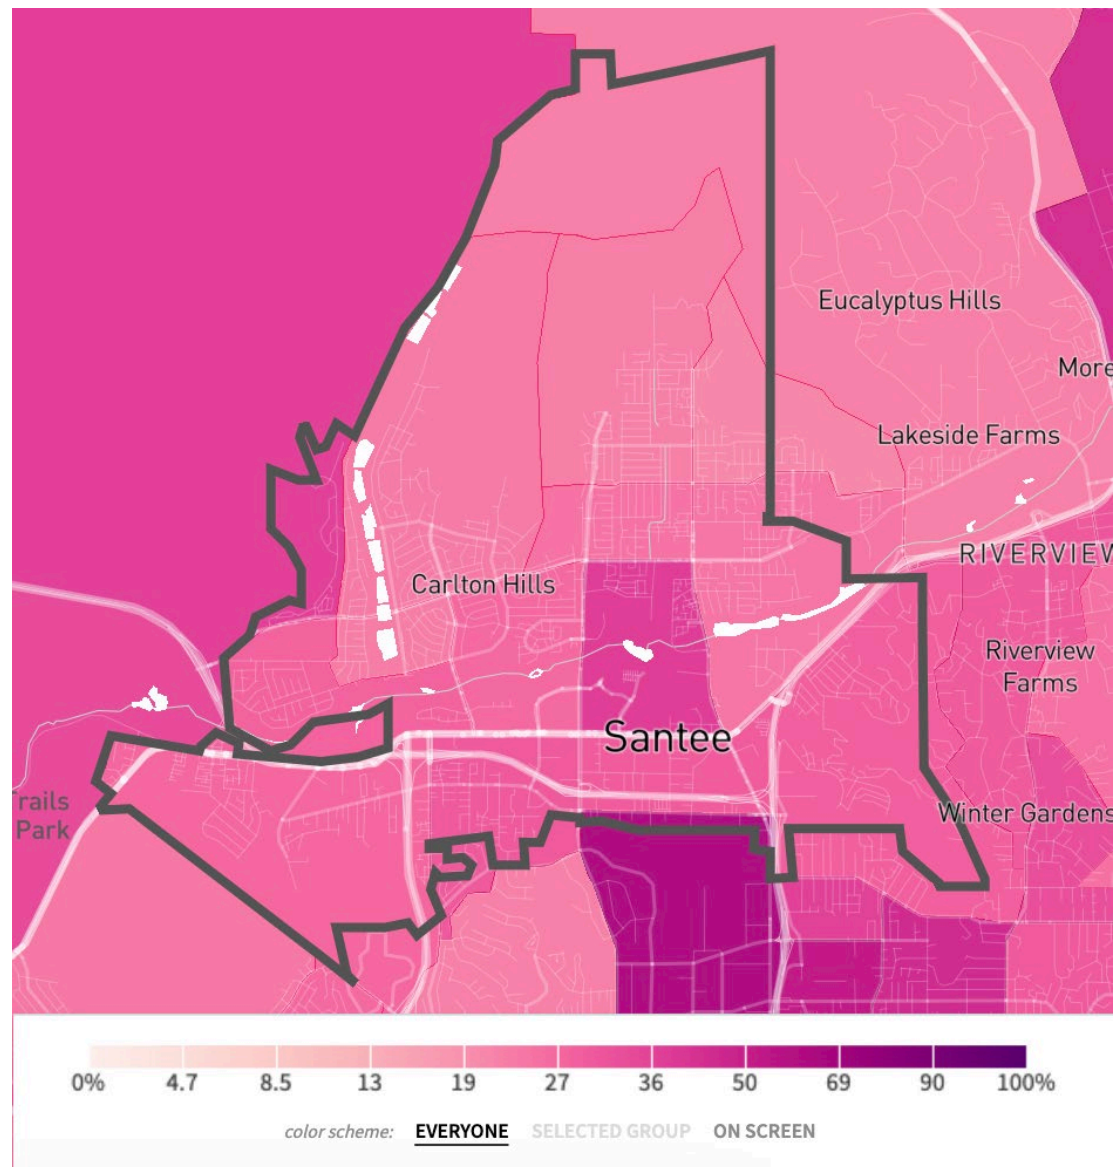 Eucalyptus Hills
More
Lakeside Farms
RIVERVIEW
Carlton Hills
Riverview
Farms
Santee
Trails
Park
Winter Gardens
0% 4.7 8.5 13 19 27 36 50 69 90 100%
color scheme: EVERYONE SELECTED GROUP ON SCREEN